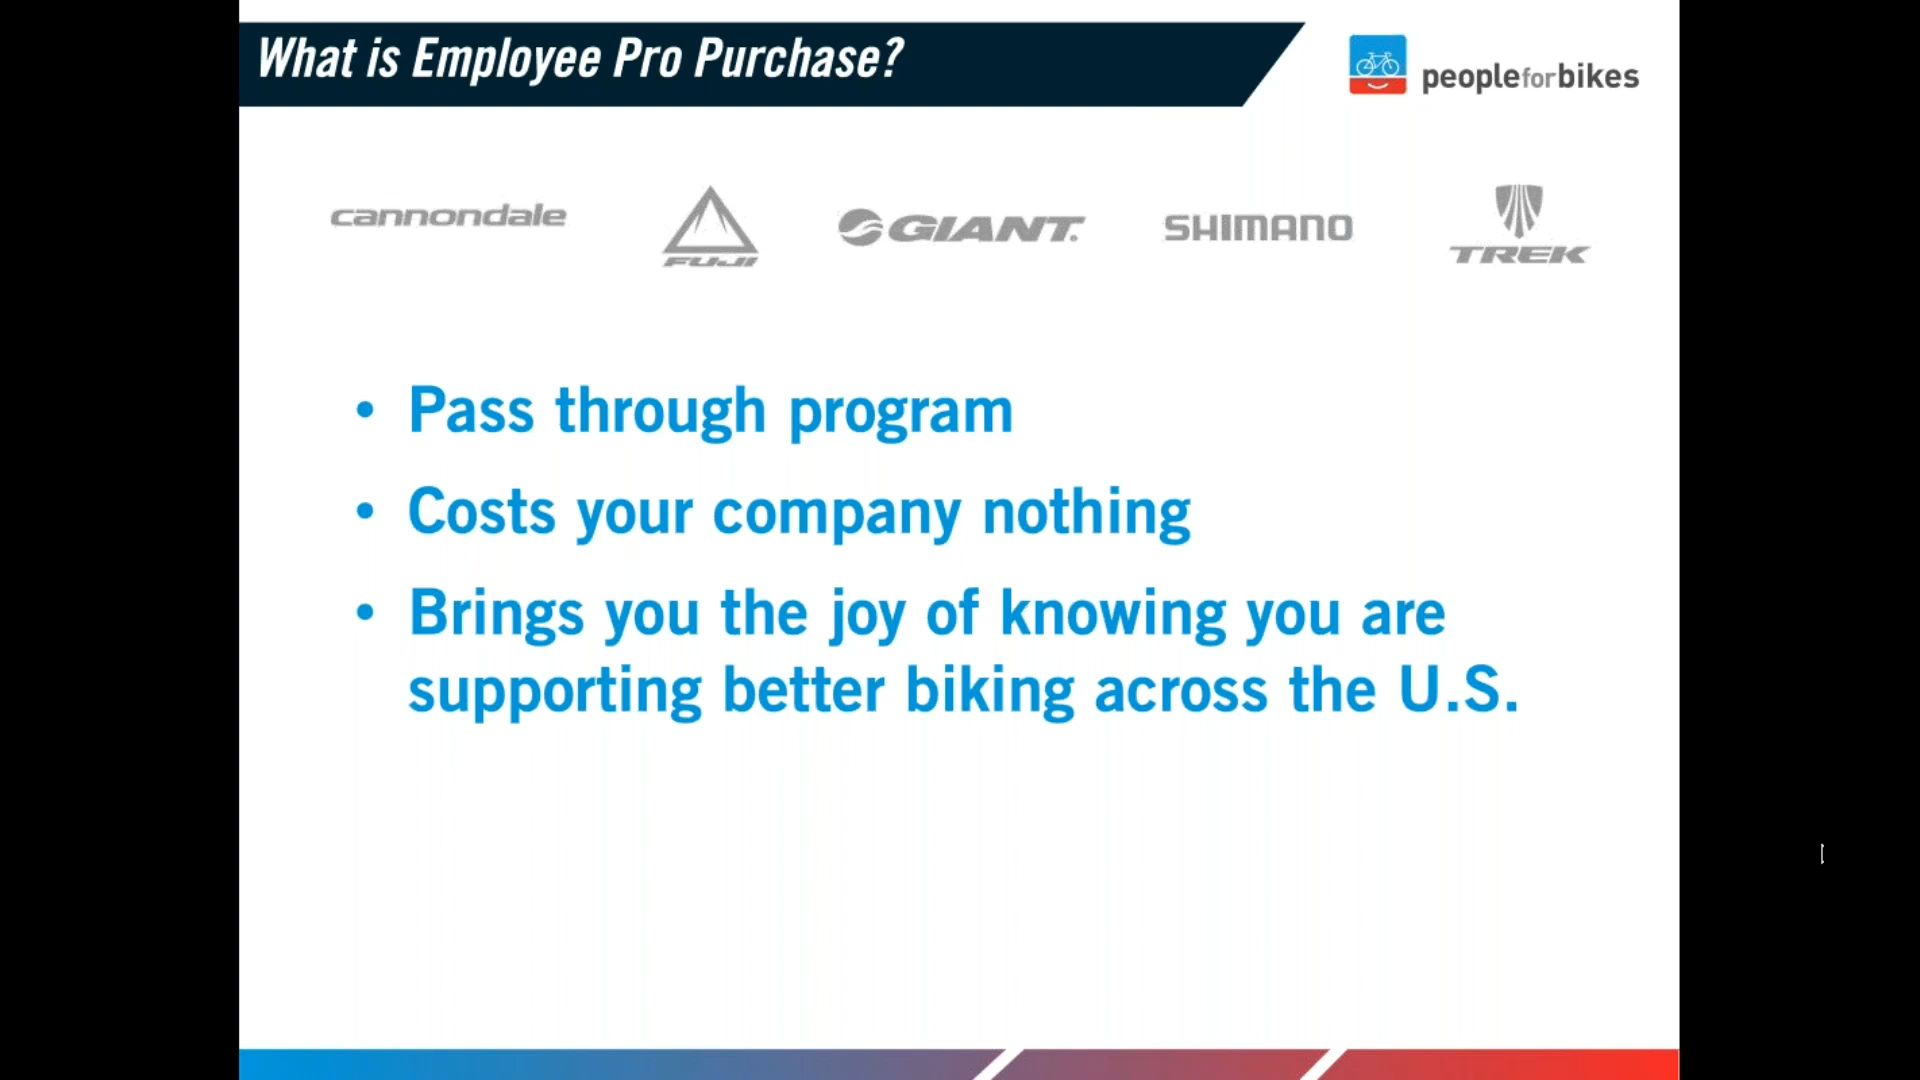 What is Employee Pro Purchase?
peopleforbikes
cannondale
FUJI
GIANT
SHIMANO
TREK
• Pass through program
• Costs your company nothing
• Brings you the joy of knowing you are
supporting better biking across the U.S.